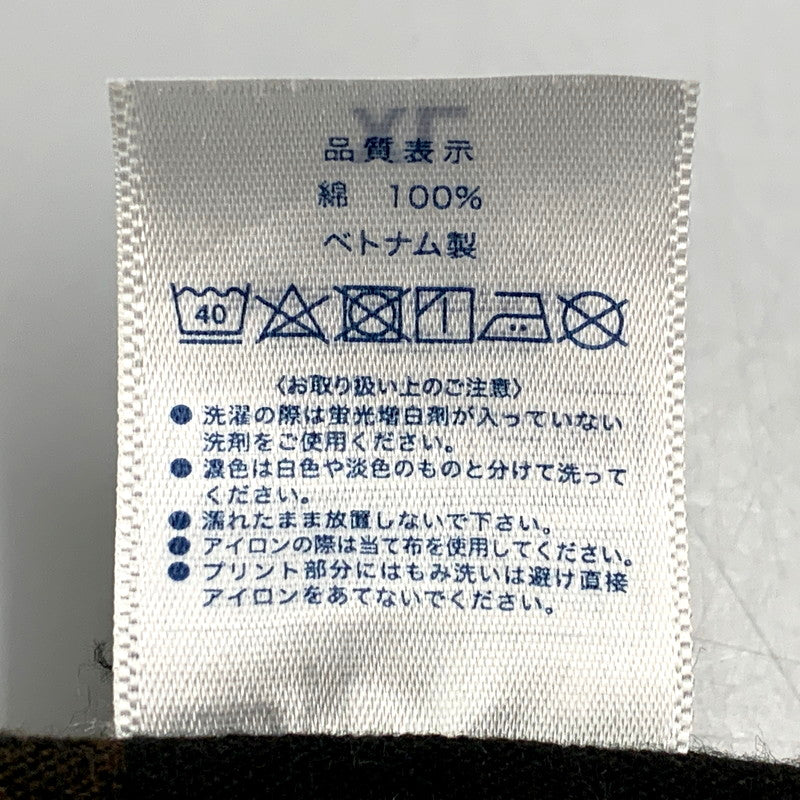 品質表示
綿 100%
ベトナム製
40
〈お取り扱い上のご注意〉
●洗濯の際は蛍光増白剤が入っていない
洗剤をご使用ください。
●濃色は白色や淡色のものと分けて洗って
ください。
●濡れたまま放置しないで下さい。
●アイロンの際は当て布を使用してください。
●プリント部分にはもみ洗いは避け直接
アイロンをあてないでください。